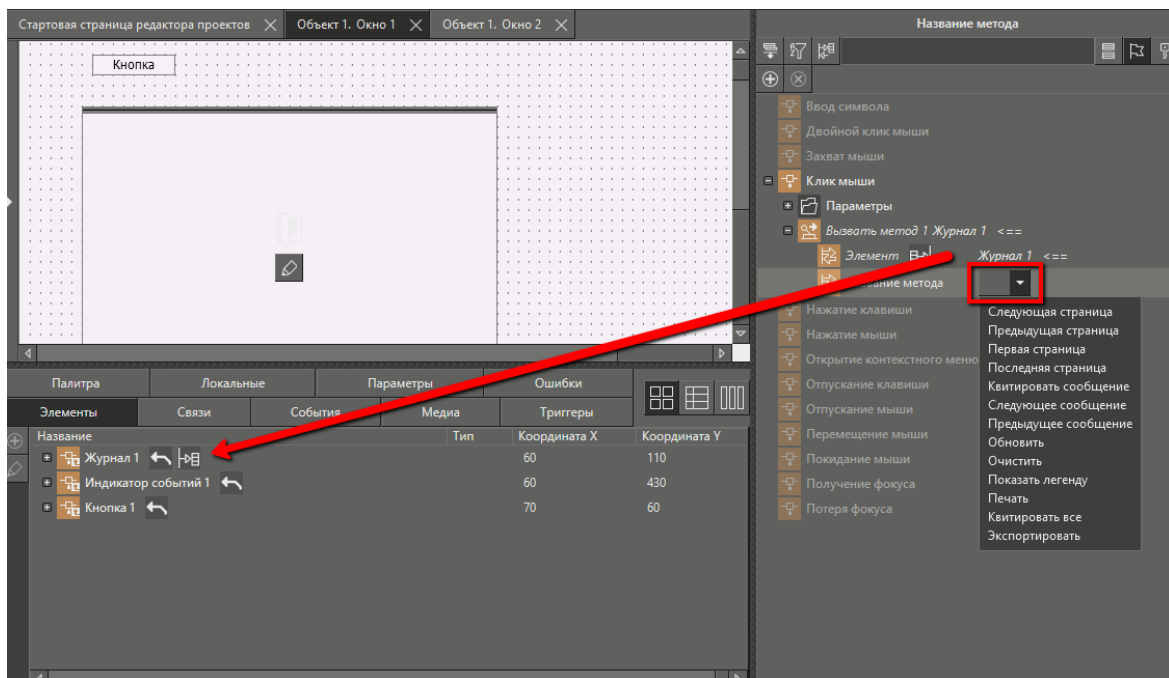 Стартовая страница редактора проектов
Объект 1. Окно 1
Объект 1. Окно 2
Кнопка
Палитра
Локальные
Параметры
Ошибки
Элементы
Связи
События
Медиа
Триггеры
Название
Тип
Координата X
Координата Y
Журнал 1
60
110
Индикатор событий 1
60
430
Кнопка 1
70
60
Название метода
Ввод символа
Двойной клик мыши
Захват мыши
Клик мыши
Параметры
Вызвать метод 1 Журнал 1 <==
Элемент
Журнал 1 <==
метода
Нажатие клавиши
Нажатие мыши
Открытие контекстного меню
Отпускание клавиши
Отпускание мыши
Перемещение мыши
Покидание мыши
Получение фокуса
Потеря фокуса
Следующая страница
Предыдущая страница
Первая страница
Последняя страница
Квитировать сообщение
Следующее сообщение
Предыдущее сообщение
Обновить
Очистить
Показать легенду
Печать
Квитировать все
Экспортировать